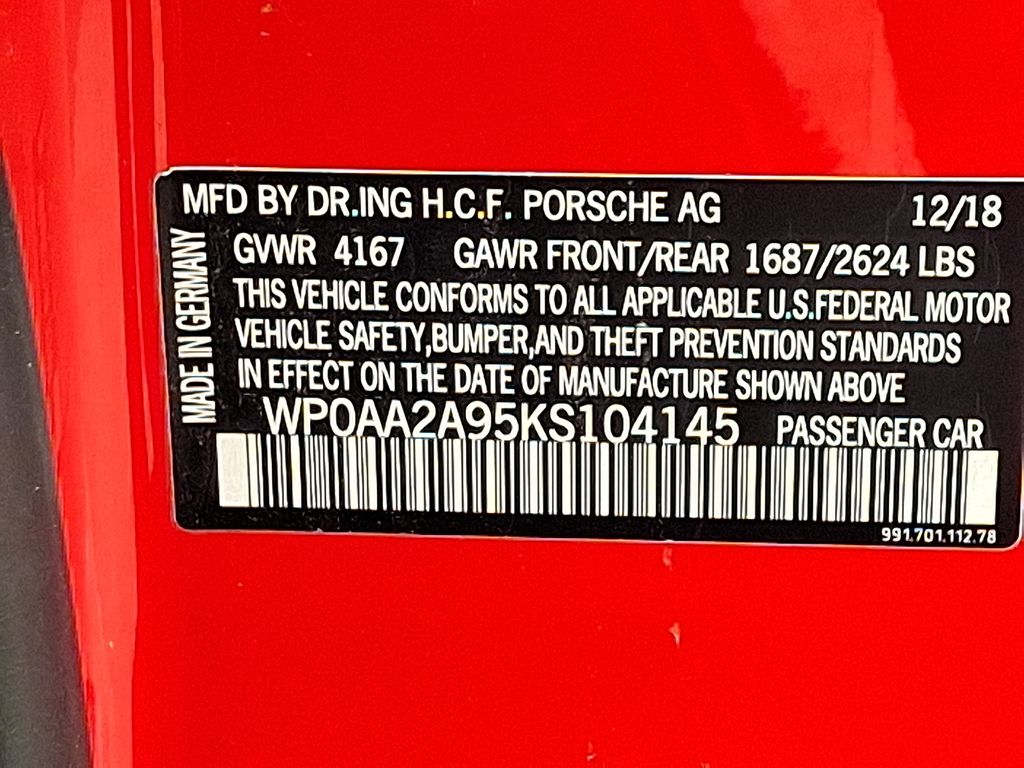 MFD BY DR.ING H.C.F. PORSCHE AG 12/18
GVWR 4167 GAWR FRONT/REAR 1687/2624 LBS
THIS VEHICLE CONFORMS TO ALL APPLICABLE U.S.FEDERAL MOTOR
VEHICLE SAFETY,BUMPER,AND THEFT PREVENTION STANDARDS
IN EFFECT ON THE DATE OF MANUFACTURE SHOWN ABOVE
WP0AA2A95KS104145 PASSENGER CAR
991.701.112.78
MADE IN GERMANY